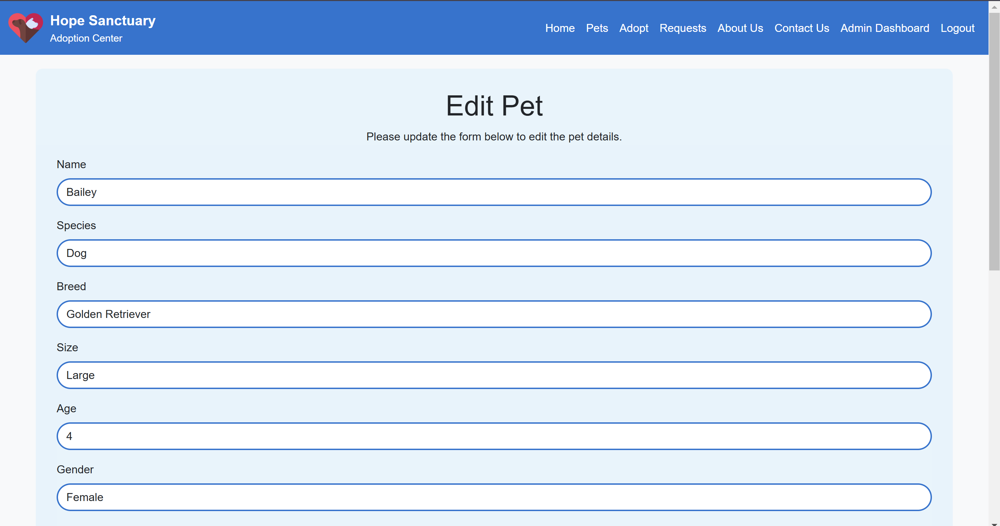 Hope Sanctuary
Adoption Center
Home Pets Adopt Requests About Us Contact Us Admin Dashboard Logout
Edit Pet
Please update the form below to edit the pet details.
Name
Bailey
Species
Dog
Breed
Golden Retriever
Size
Large
Age
4
Gender
Female